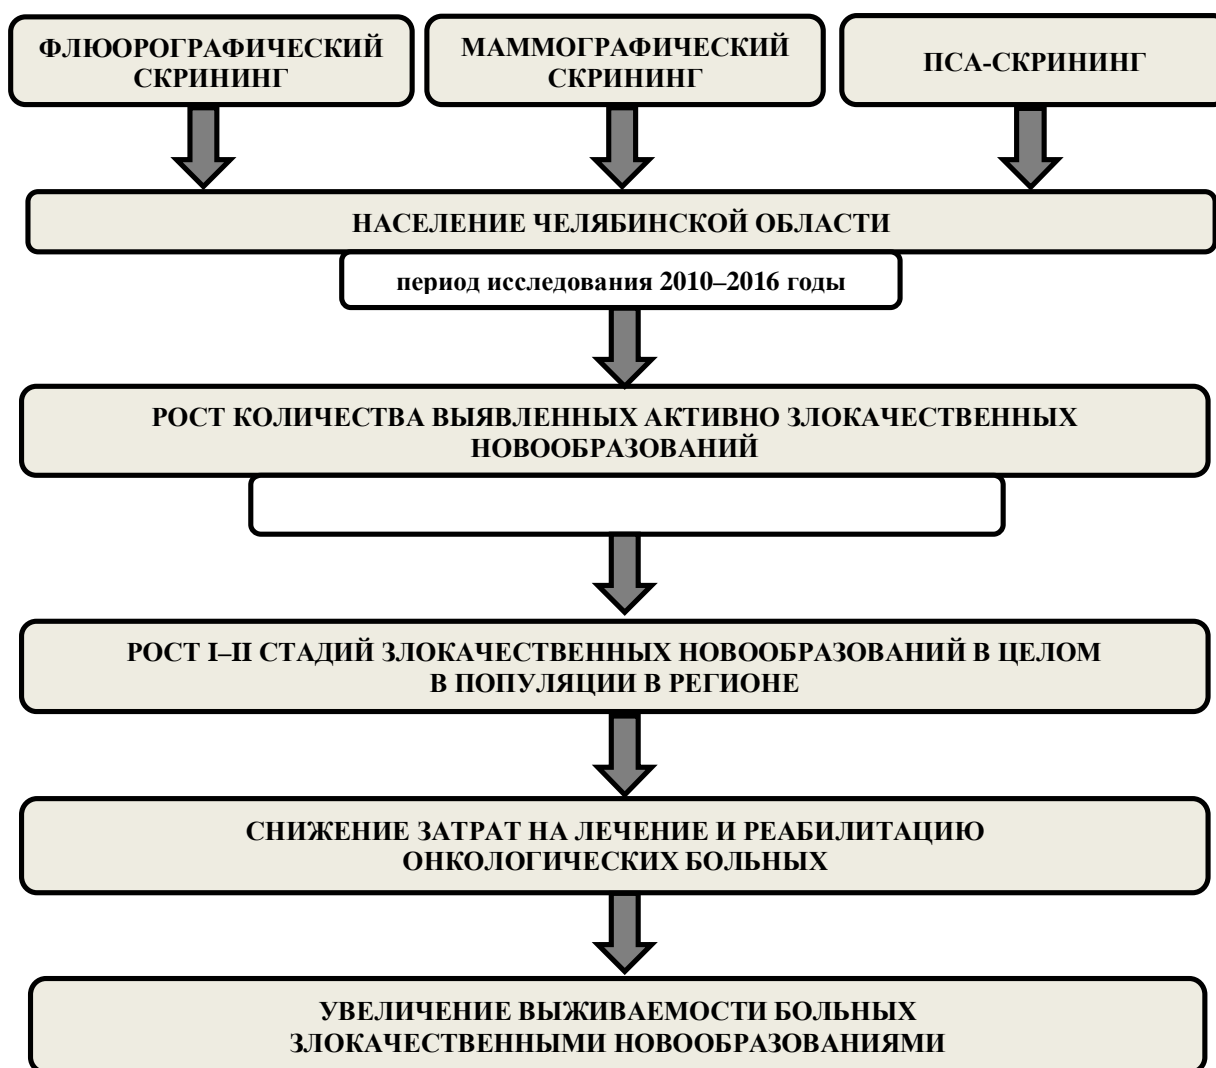 ФЛЮОРОГРАФИЧЕСКИЙ
СКРИНИНГ
МАММОГРАФИЧЕСКИЙ
СКРИНИНГ
ПСА-СКРИНИНГ
НАСЕЛЕНИЕ ЧЕЛЯБИНСКОЙ ОБЛАСТИ
период исследования 2010–2016 годы
РОСТ КОЛИЧЕСТВА ВЫЯВЛЕННЫХ АКТИВНО ЗЛОКАЧЕСТВЕННЫХ
НОВООБРАЗОВАНИЙ
РОСТ I–II СТАДИЙ ЗЛОКАЧЕСТВЕННЫХ НОВООБРАЗОВАНИЙ В ЦЕЛОМ
В ПОПУЛЯЦИИ В РЕГИОНЕ
СНИЖЕНИЕ ЗАТРАТ НА ЛЕЧЕНИЕ И РЕАБИЛИТАЦИЮ
ОНКОЛОГИЧЕСКИХ БОЛЬНЫХ
УВЕЛИЧЕНИЕ ВЫЖИВАЕМОСТИ БОЛЬНЫХ
ЗЛОКАЧЕСТВЕННЫМИ НОВООБРАЗОВАНИЯМИ